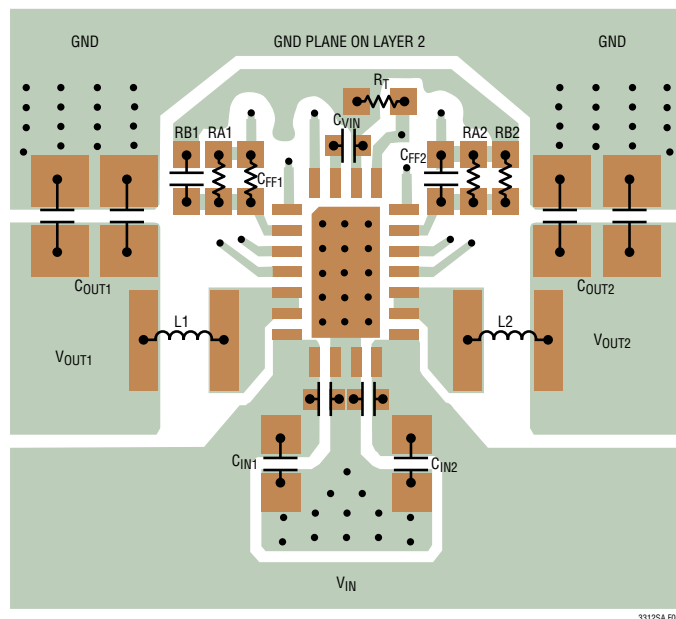 GND
GND PLANE ON LAYER 2
GND
RT
CVIN
RB1
RA1
CFF1
CFF2
RA2
RB2
COUT1
COUT2
L1
L2
VOUT1
VOUT2
CIN1
CIN2
VIN
3312SA F0